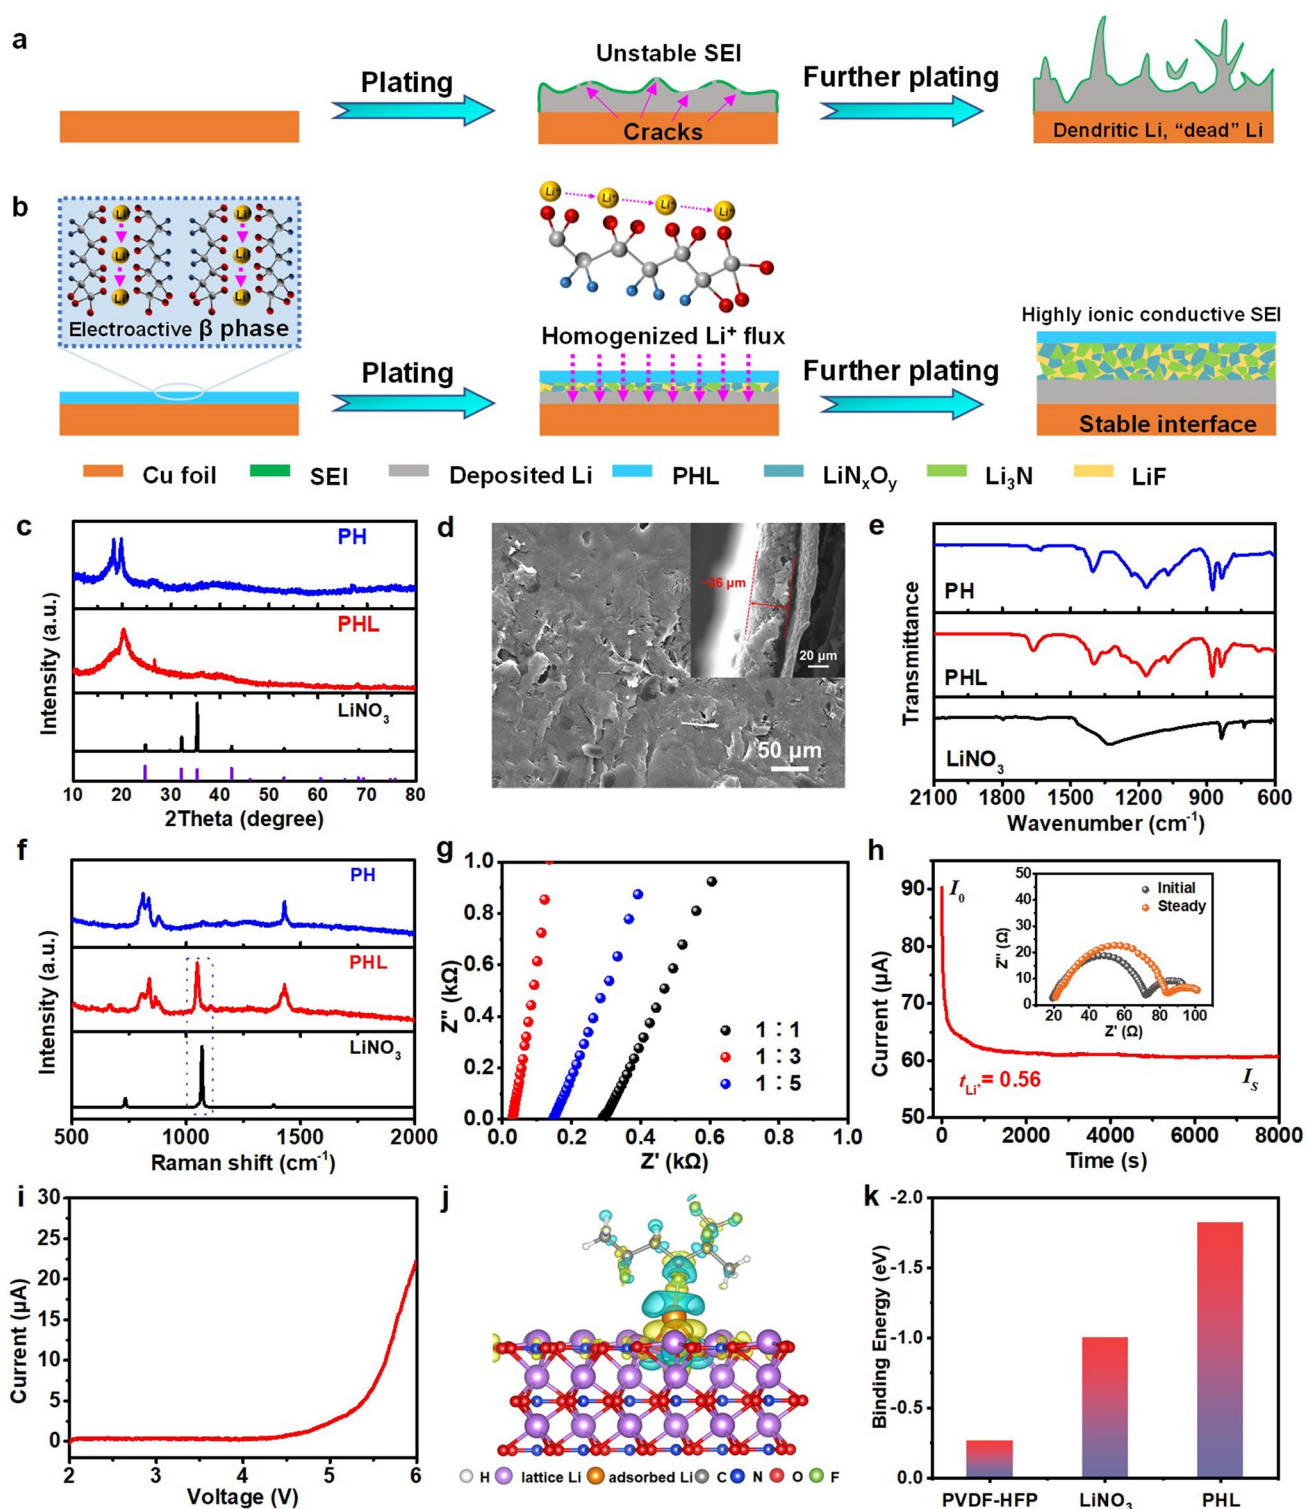 a
Unstable SEI
Plating
Further plating
Cracks
Dendritic Li, “dead” Li
b
Li⁺ Li⁺ Li⁺ Li⁺
Electroactive β phase
Homogenized Li⁺ flux
Highly ionic conductive SEI
Plating
Further plating
Stable interface
Cu foil SEI Deposited Li PHL LiNₓOᵧ Li₃N LiF
c
PH
PHL
LiNO₃
Intensity (a.u.)
10 20 30 40 50 60 70 80
2Theta (degree)
d
~36 μm
20 μm
50 μm
e
PH
PHL
LiNO₃
Transmittance
2100 1800 1500 1200 900 600
Wavenumber (cm⁻¹)
f
PH
PHL
LiNO₃
Intensity (a.u.)
500 1000 1500 2000
Raman shift (cm⁻¹)
g
1.0
0.8
0.6
0.4
0.2
0.0
Z'' (kΩ)
1 : 1
1 : 3
1 : 5
0.0 0.2 0.4 0.6 0.8 1.0
Z' (kΩ)
h
90
80
70
60
50
Current (μA)
I₀
50
40
30
20
10
0
Z'' (Ω)
Initial
Steady
20 40 60 80 100
Z' (Ω)
t_Li⁺ = 0.56
I_S
0 2000 4000 6000 8000
Time (s)
i
30
25
20
15
10
5
0
Current (μA)
2 3 4 5 6
Voltage (V)
j
H lattice Li adsorbed Li C N O F
k
-2.0
-1.5
-1.0
-0.5
0.0
Binding Energy (eV)
PVDF-HFP LiNO₃ PHL